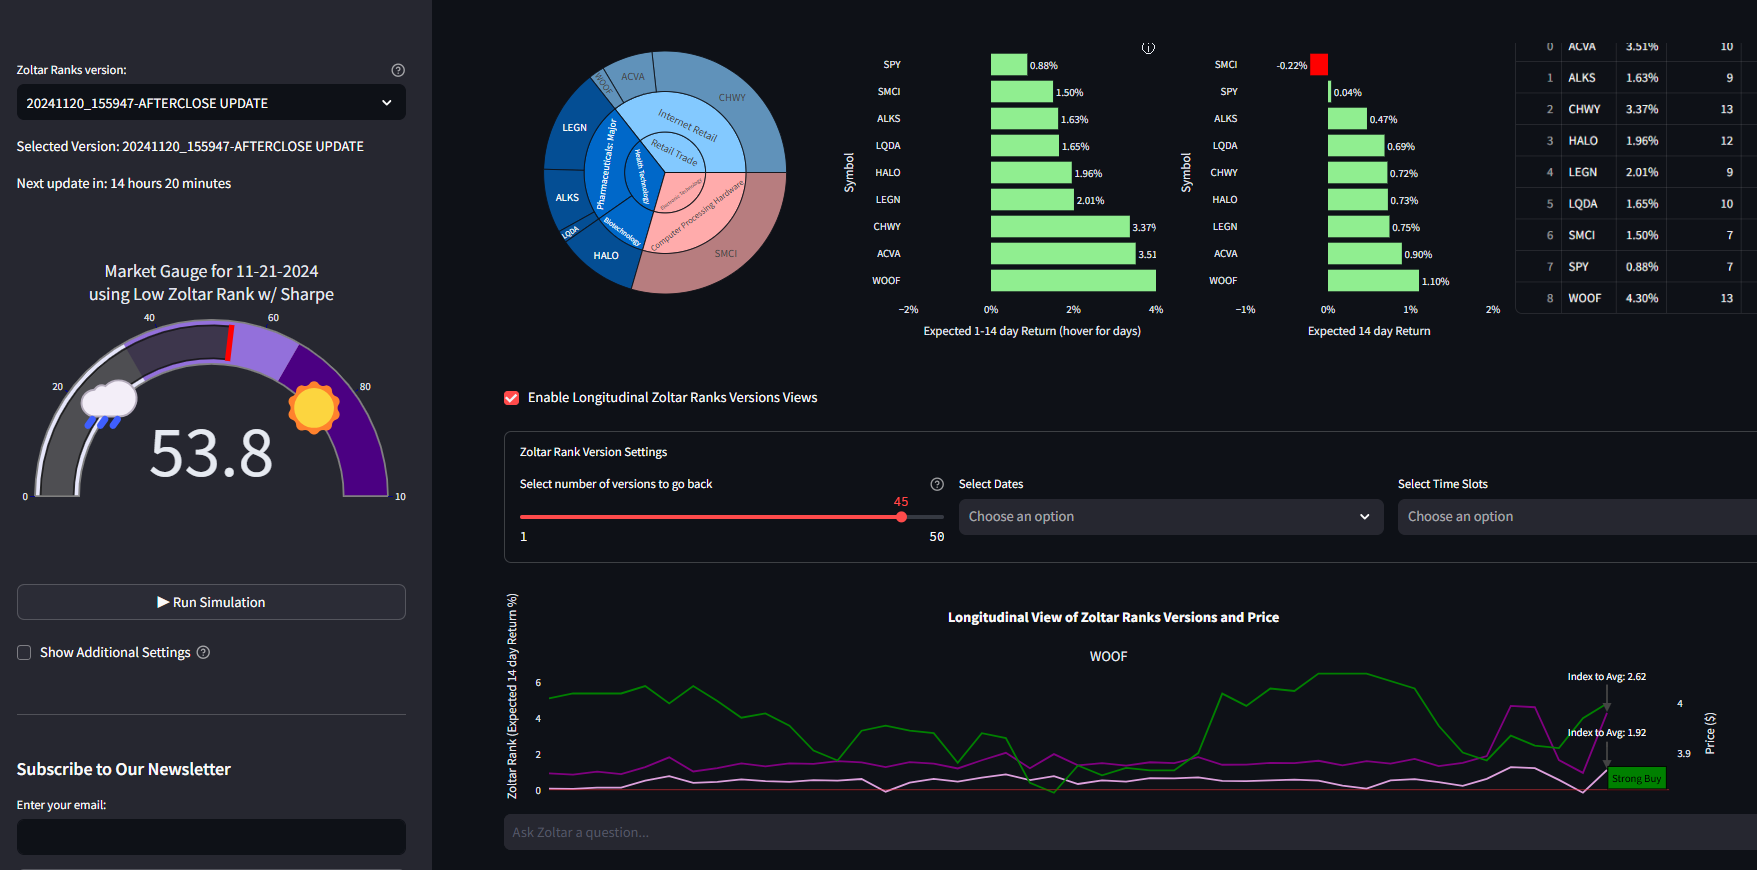 Zoltar Ranks version:
20241120_155947-AFTERCLOSE UPDATE
Selected Version: 20241120_155947-AFTERCLOSE UPDATE
Next update in: 14 hours 20 minutes
Market Gauge for 11-21-2024
using Low Zoltar Rank w/ Sharpe
0
20
40
60
80
10
53.8
▶ Run Simulation
Show Additional Settings
Subscribe to Our Newsletter
Enter your email:
WOOF
ACVA
CHWY
LEGN
ALKS
LQDA
HALO
SMCI
Internet Retail
Retail Trade
Pharmaceuticals: Major
Health Technology
Biotechnology
Electronic Technology
Computer Processing Hardware
Symbol
SPY 0.88%
SMCI 1.50%
ALKS 1.63%
LQDA 1.65%
HALO 1.96%
LEGN 2.01%
CHWY 3.37%
ACVA 3.51
WOOF
−2% 0% 2% 4%
Expected 1-14 day Return (hover for days)
Symbol
SMCI -0.22%
SPY 0.04%
ALKS 0.47%
LQDA 0.69%
CHWY 0.72%
HALO 0.73%
LEGN 0.75%
ACVA 0.90%
WOOF 1.10%
−1% 0% 1% 2%
Expected 14 day Return
0 ACVA 3.51% 10
1 ALKS 1.63% 9
2 CHWY 3.37% 13
3 HALO 1.96% 12
4 LEGN 2.01% 9
5 LQDA 1.65% 10
6 SMCI 1.50% 7
7 SPY 0.88% 7
8 WOOF 4.30% 13
Enable Longitudinal Zoltar Ranks Versions Views
Zoltar Rank Version Settings
Select number of versions to go back
45
1 50
Select Dates
Choose an option
Select Time Slots
Choose an option
Longitudinal View of Zoltar Ranks Versions and Price
WOOF
Zoltar Rank (Expected 14 day Return %)
6
4
2
0
Index to Avg: 2.62
Index to Avg: 1.92
Strong Buy
4
3.9
Price ($)
Ask Zoltar a question...